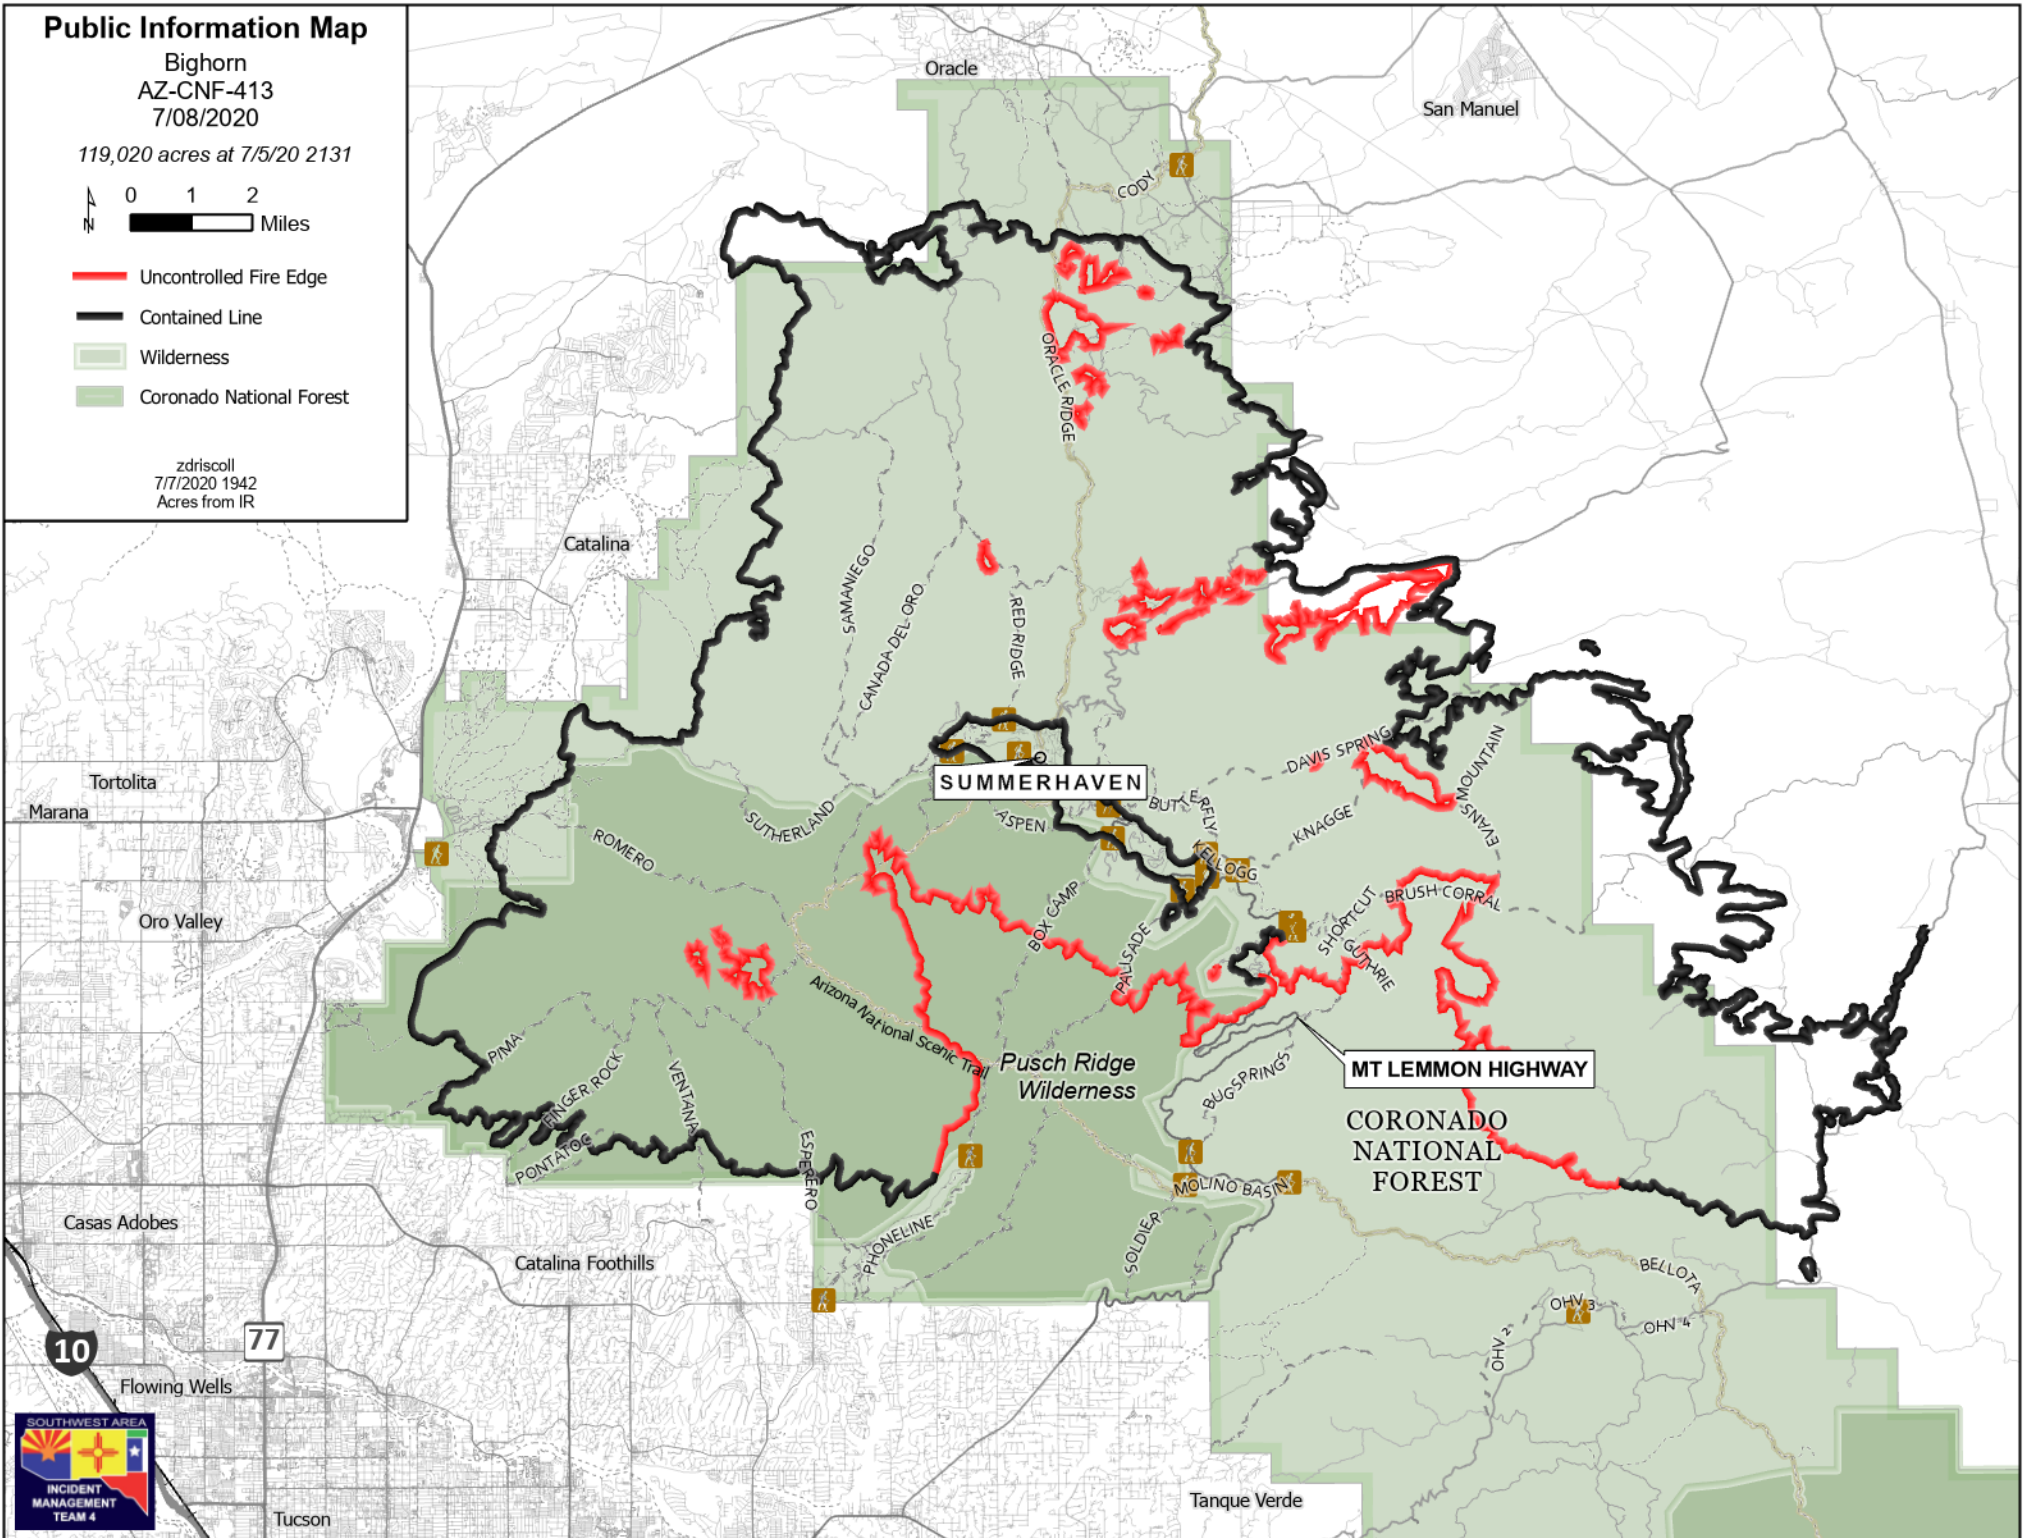 Public Information Map
Bighorn
AZ-CNF-413
7/08/2020
119,020 acres at 7/5/20 2131
0 1 2
N
Miles
Uncontrolled Fire Edge
Contained Line
Wilderness
Coronado National Forest
zdriscoll
7/7/2020 1942
Acres from IR
Oracle
San Manuel
CODY
ORACLE RIDGE
Catalina
SAMANIEGO
CANADA DEL ORO
RED RIDGE
DAVIS SPRING
EVANS MOUNTAIN
SUMMERHAVEN
Tortolita
Marana
ROMERO
SUTHERLAND
ASPEN
BUTTERFLY
KNAGGE
KELLOGG
Oro Valley
BOX CAMP
PALISADE
SHORTCUT
BRUSH CORRAL
GUTHRIE
Arizona National Scenic Trail
PIMA
FINGER ROCK
VENTANA
Pusch Ridge
Wilderness
BUGSPRINGS
MT LEMMON HIGHWAY
CORONADO
NATIONAL
FOREST
PONTATOC
ESPERERO
MOLINO BASIN
Casas Adobes
Catalina Foothills
PHONELINE
SOLDIER
BELLOTA
OHV 3
OHV 2
OHV 4
77
10
Flowing Wells
SOUTHWEST AREA
INCIDENT
MANAGEMENT
TEAM 4
Tucson
Tanque Verde